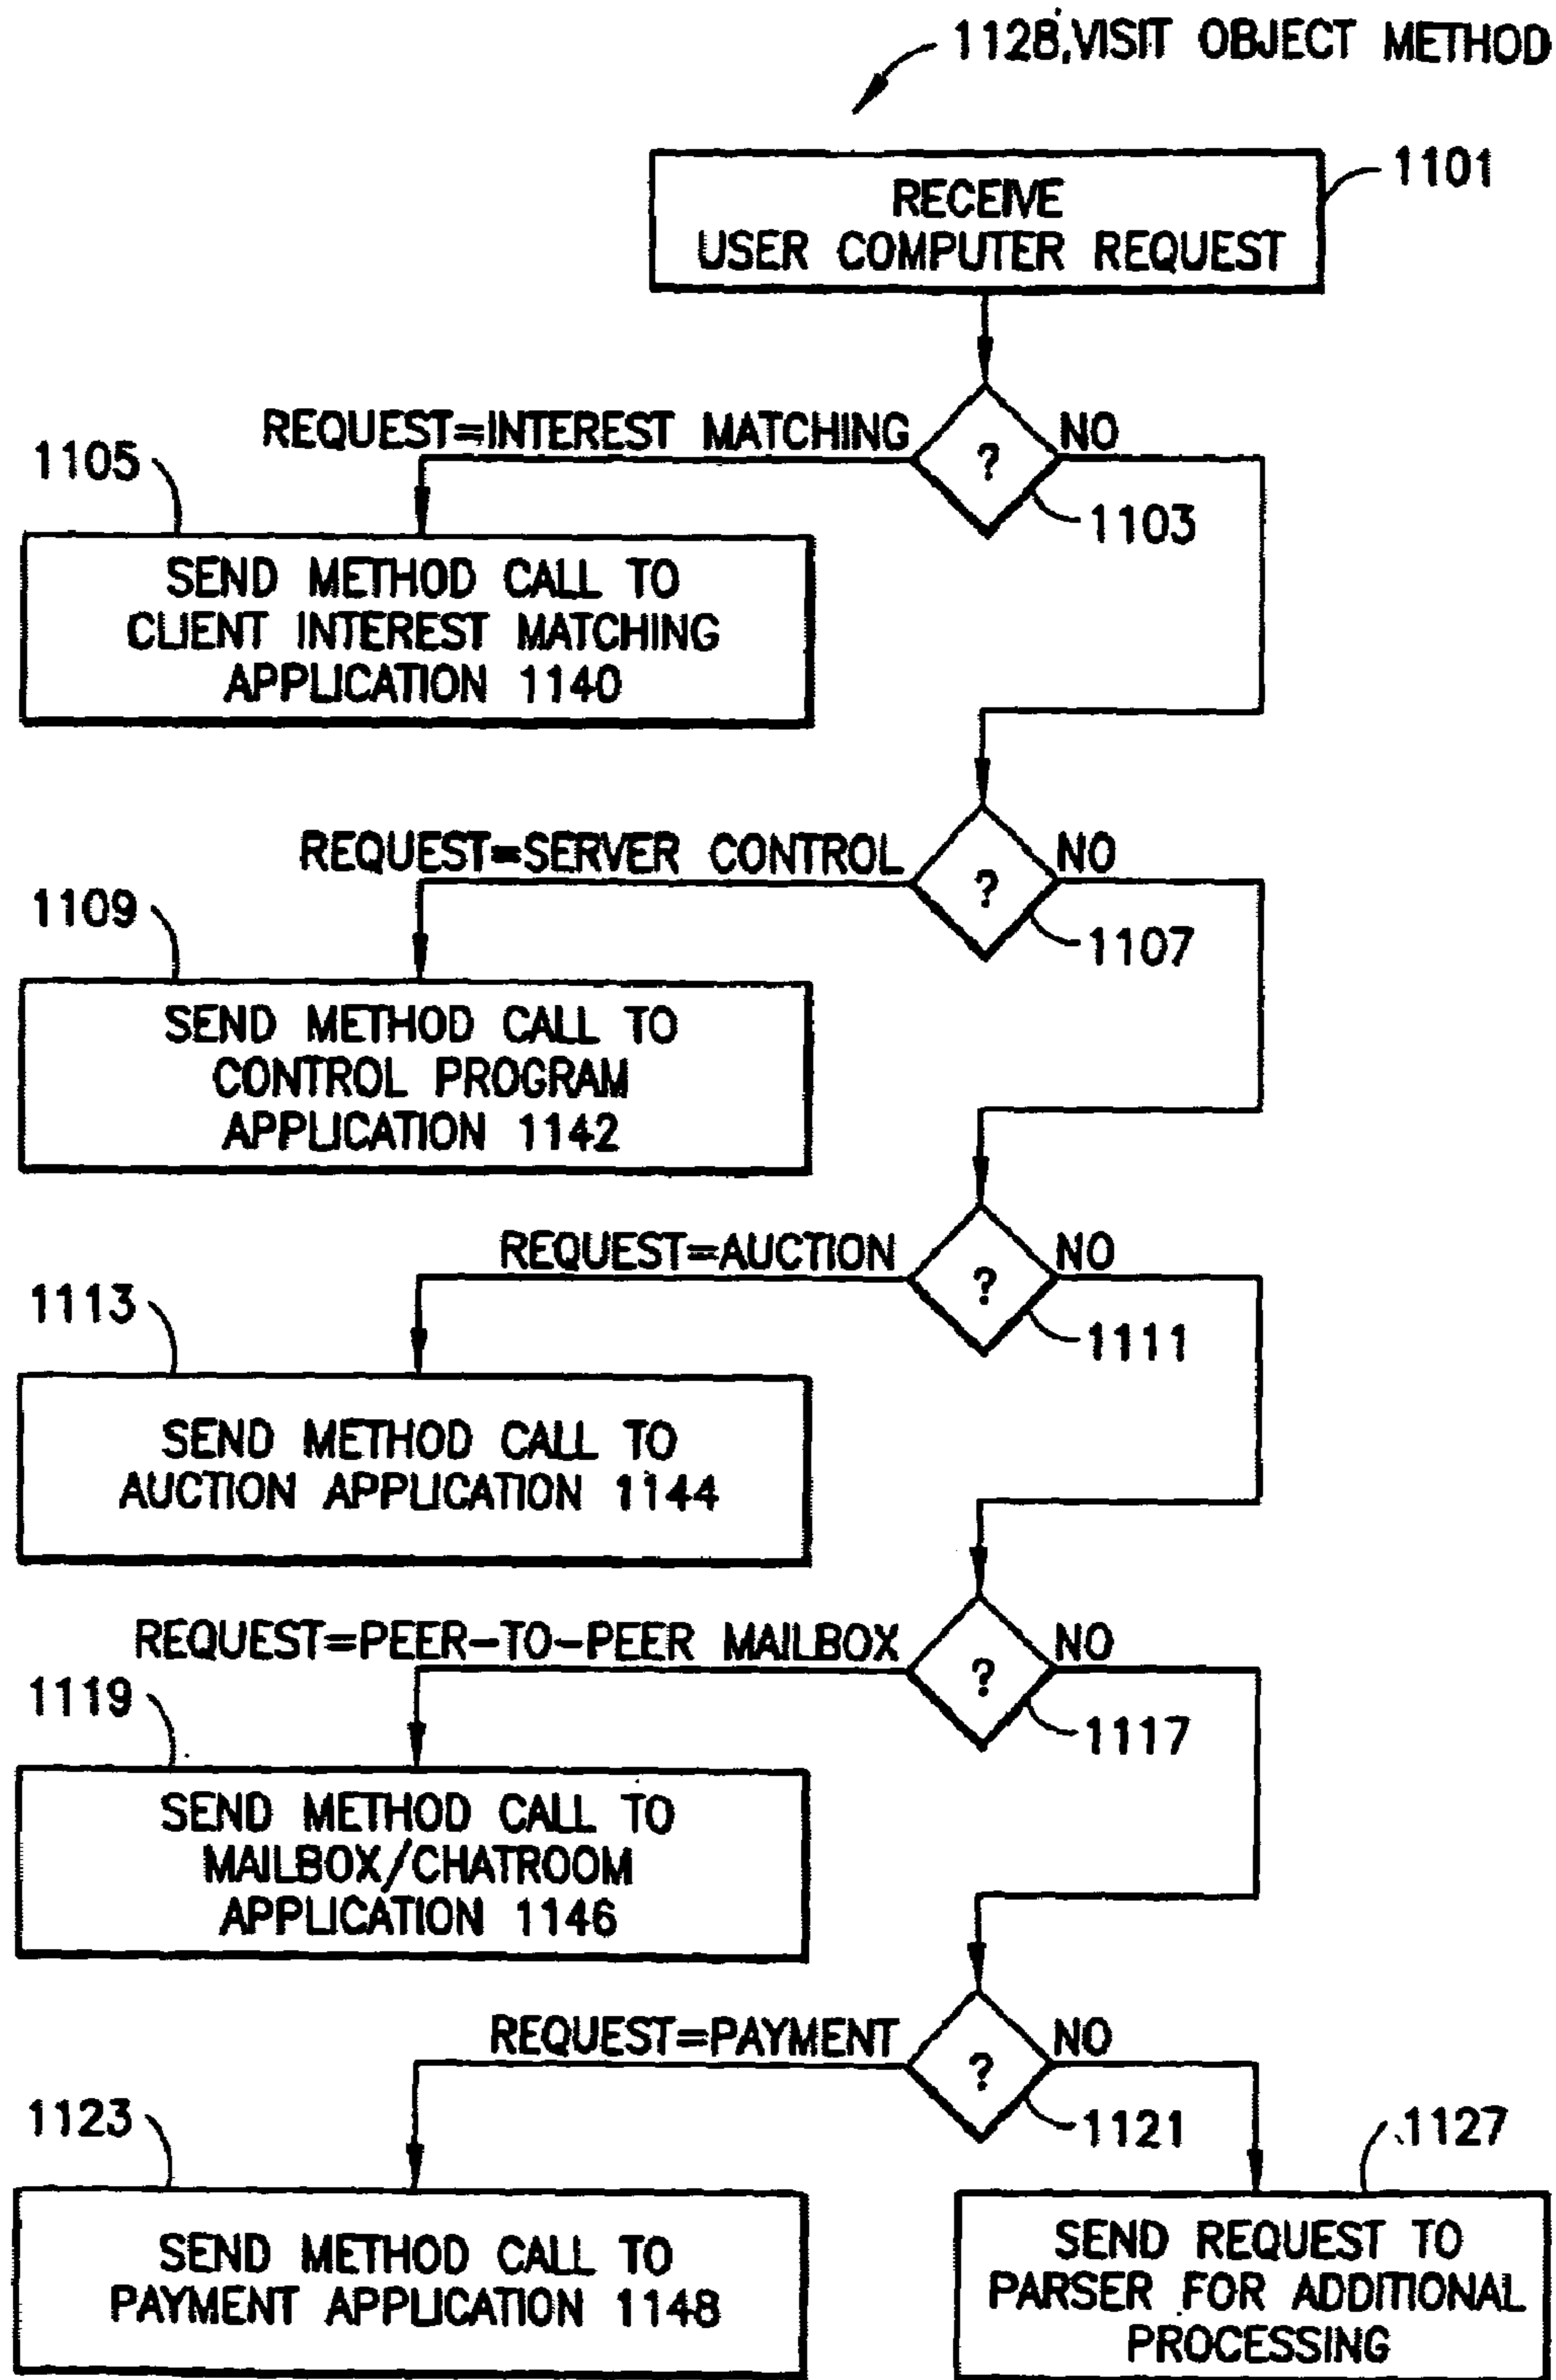 1128, VISIT OBJECT METHOD
RECEIVE
USER COMPUTER REQUEST
1101
REQUEST=INTEREST MATCHING
?
NO
1103
1105
SEND METHOD CALL TO
CLIENT INTEREST MATCHING
APPLICATION 1140
REQUEST=SERVER CONTROL
?
NO
1107
1109
SEND METHOD CALL TO
CONTROL PROGRAM
APPLICATION 1142
REQUEST=AUCTION
?
NO
1111
1113
SEND METHOD CALL TO
AUCTION APPLICATION 1144
REQUEST=PEER-TO-PEER MAILBOX
?
NO
1117
1119
SEND METHOD CALL TO
MAILBOX/CHATROOM
APPLICATION 1146
REQUEST=PAYMENT
?
NO
1121
1123
SEND METHOD CALL TO
PAYMENT APPLICATION 1148
1127
SEND REQUEST TO
PARSER FOR ADDITIONAL
PROCESSING